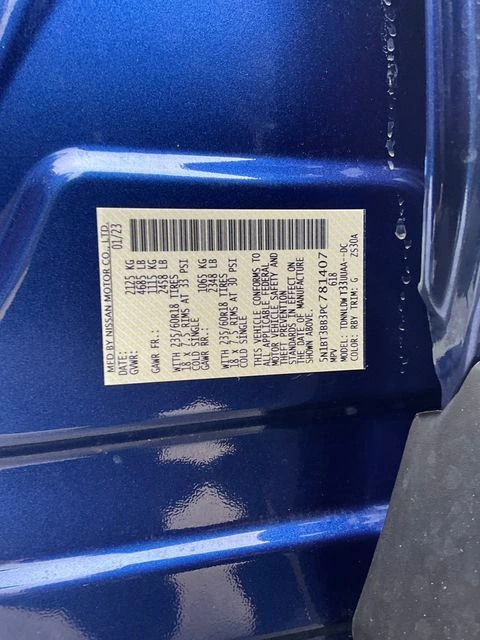 MFD BY NISSAN MOTOR CO., LTD.
DATE: 01/23
GVWR: 2125 KG
4685 LB
GAWR FR: 1115 KG
2458 LB
WITH 235/60R18 TIRES
18 x 7.5 RIMS AT 33 PSI
COLD SINGLE
GAWR RR: 1065 KG
2348 LB
WITH 235/60R18 TIRES
18 x 7.5 RIMS AT 30 PSI
COLD SINGLE
THIS VEHICLE CONFORMS TO
ALL APPLICABLE FEDERAL
MOTOR VEHICLE SAFETY AND
THEFT PREVENTION
STANDARDS IN EFFECT ON
THE DATE OF MANUFACTURE
SHOWN ABOVE.
5N1BT3BB3PC781407
MPV 618
MODEL: TDNNLDWT33UUAA--DC
COLOR: RBY TRIM: G ZS30A